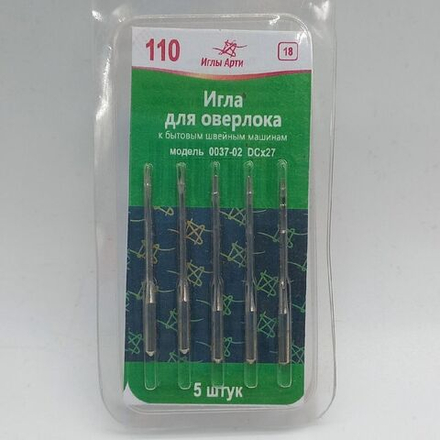 110
Иглы Арти
18
Игла
для оверлока
к бытовым швейным машинам
модель 0037-02 DCx27
5 штук